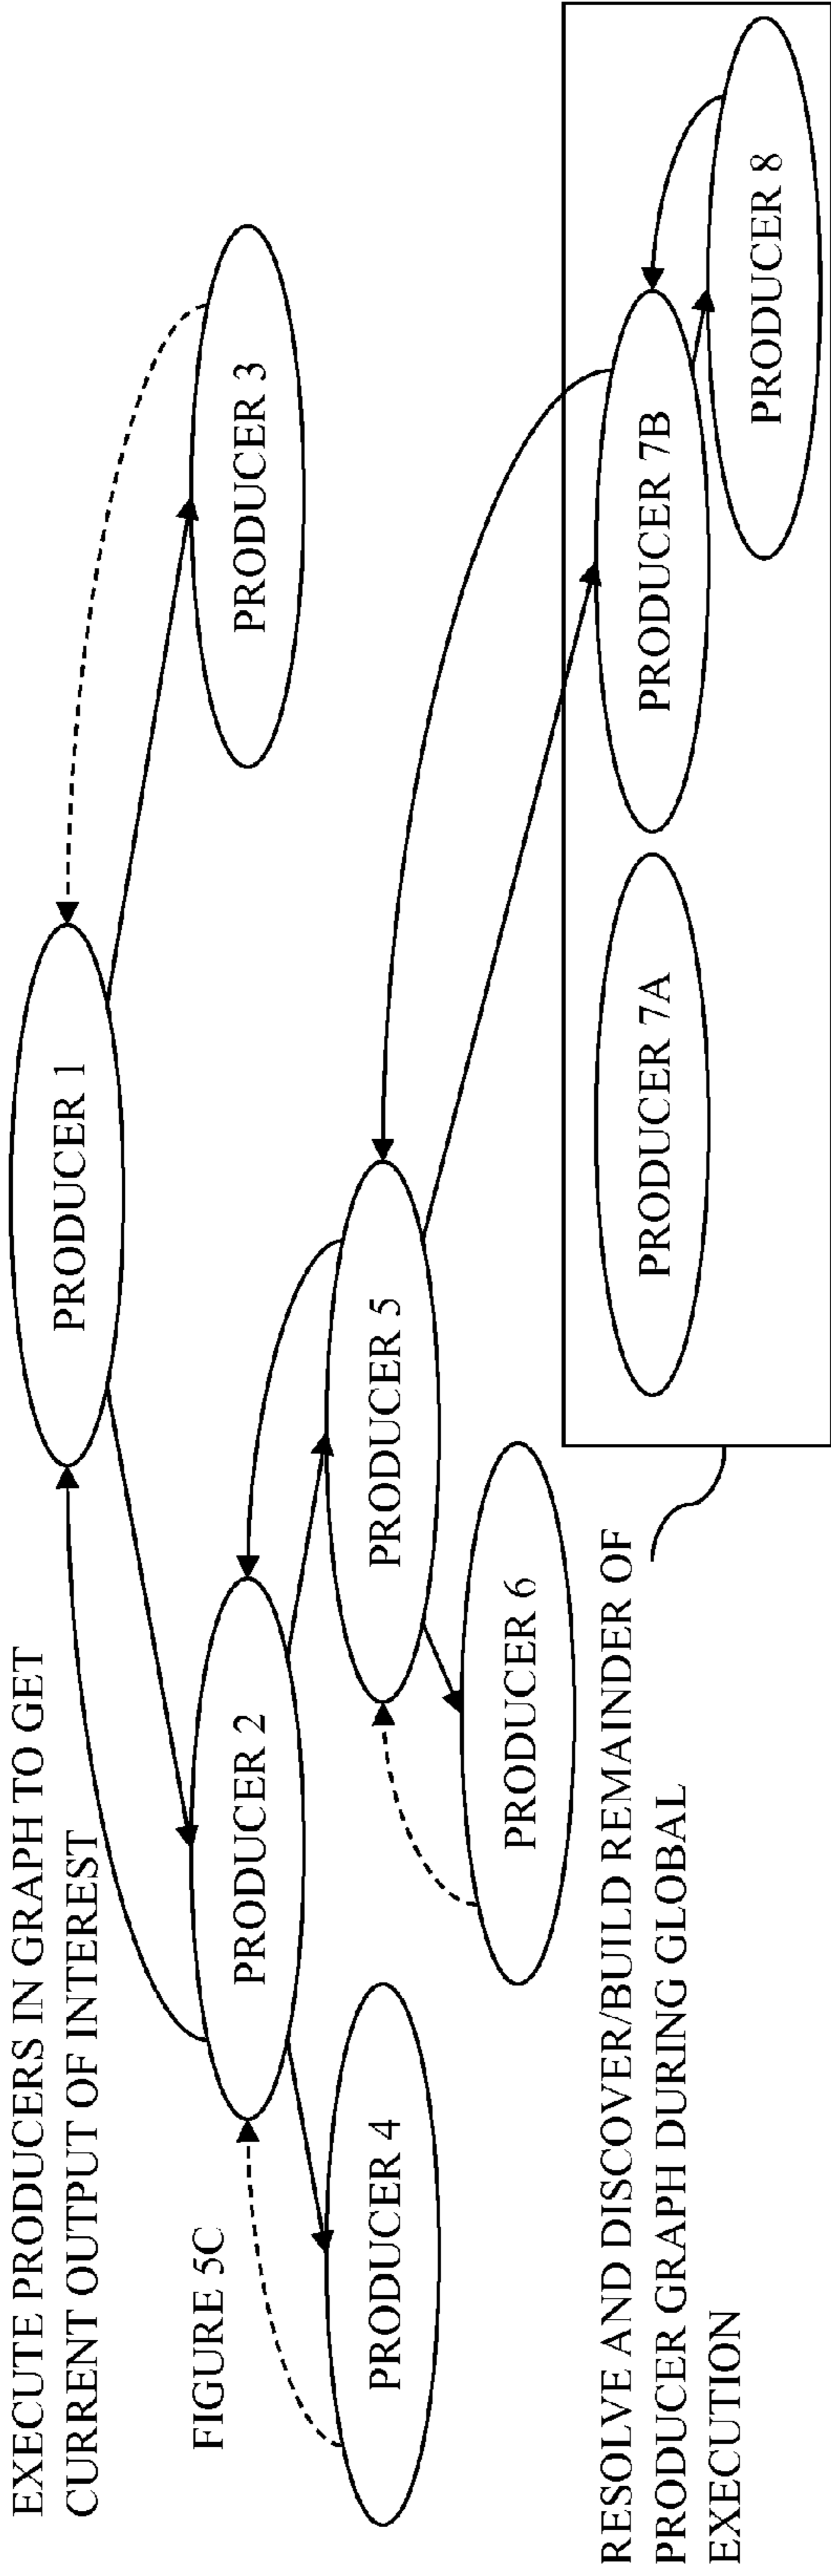 EXECUTE PRODUCERS IN GRAPH TO GET
CURRENT OUTPUT OF INTEREST
FIGURE 5C
PRODUCER 1
PRODUCER 2
PRODUCER 3
PRODUCER 4
PRODUCER 5
PRODUCER 6
PRODUCER 7A
PRODUCER 7B
PRODUCER 8
RESOLVE AND DISCOVER/BUILD REMAINDER OF
PRODUCER GRAPH DURING GLOBAL
EXECUTION